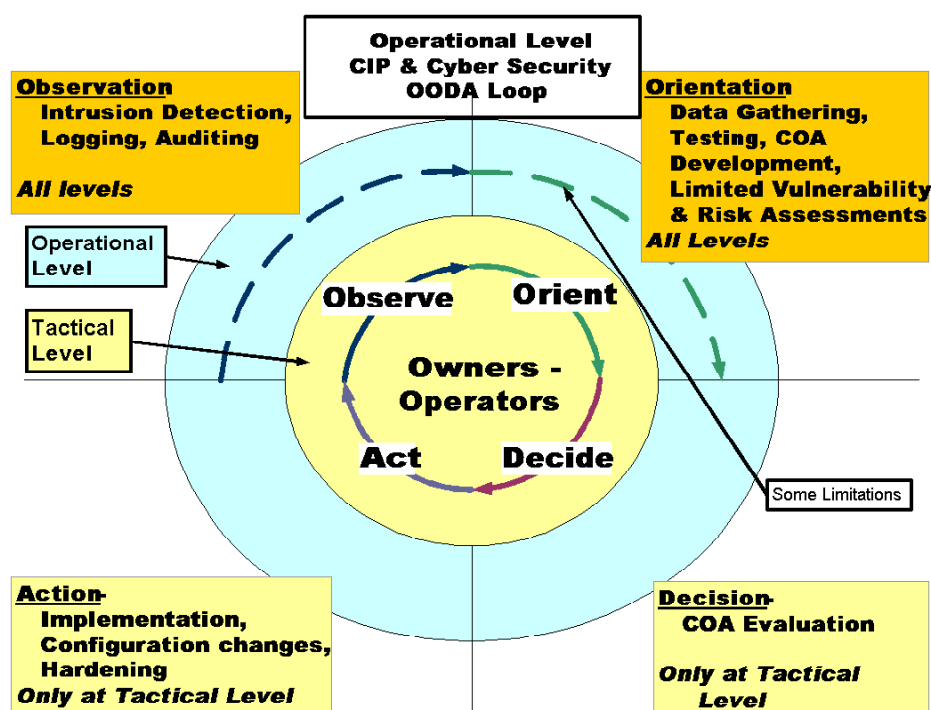 Operational Level
CIP & Cyber Security
OODA Loop
Observation
Intrusion Detection,
Logging, Auditing
All levels
Orientation
Data Gathering,
Testing, COA
Development,
Limited Vulnerability
& Risk Assessments
All Levels
Operational
Level
Tactical
Level
Observe
Orient
Owners -
Operators
Act
Decide
Some Limitations
Action-
Implementation,
Configuration changes,
Hardening
Only at Tactical Level
Decision-
COA Evaluation
Only at Tactical
Level